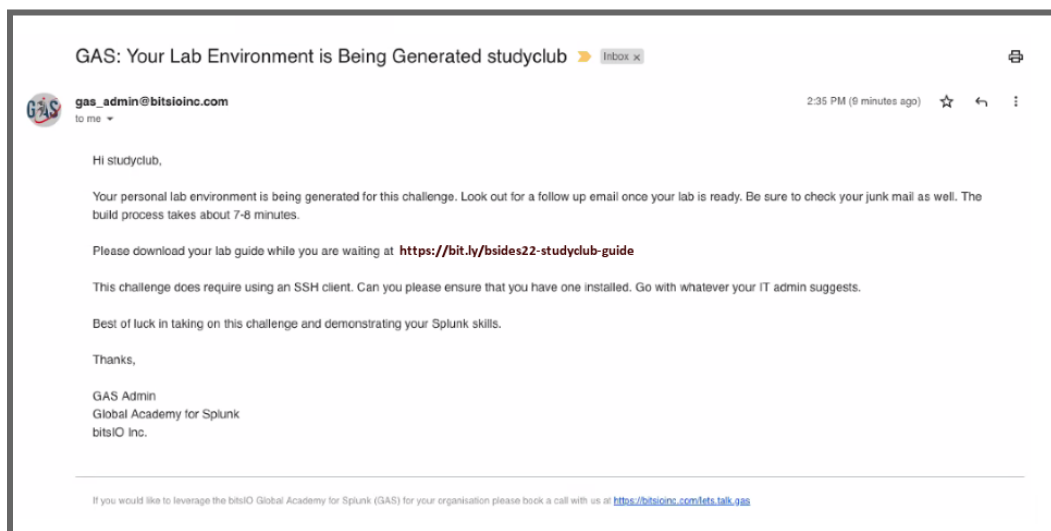 GAS: Your Lab Environment is Being Generated studyclub Inbox x
GAS
gas_admin@bitsioinc.com 2:35 PM (9 minutes ago)
to me
Hi studyclub,
Your personal lab environment is being generated for this challenge. Look out for a follow up email once your lab is ready. Be sure to check your junk mail as well. The
build process takes about 7-8 minutes.
Please download your lab guide while you are waiting at https://bit.ly/bsides22-studyclub-guide
This challenge does require using an SSH client. Can you please ensure that you have one installed. Go with whatever your IT admin suggests.
Best of luck in taking on this challenge and demonstrating your Splunk skills.
Thanks,
GAS Admin
Global Academy for Splunk
bitsIO Inc.
If you would like to leverage the bitsIO Global Academy for Splunk (GAS) for your organisation please book a call with us at https://bitsioinc.com/lets.talk.gas